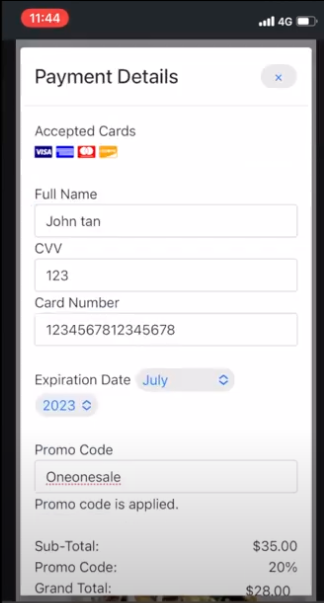 11:44
4G
Payment Details
×
Accepted Cards
VISA
Full Name
John tan
CVV
123
Card Number
1234567812345678
Expiration Date July
2023
Promo Code
Oneonesale
Promo code is applied.
Sub-Total: $35.00
Promo Code: 20%
Grand Total: $28.00